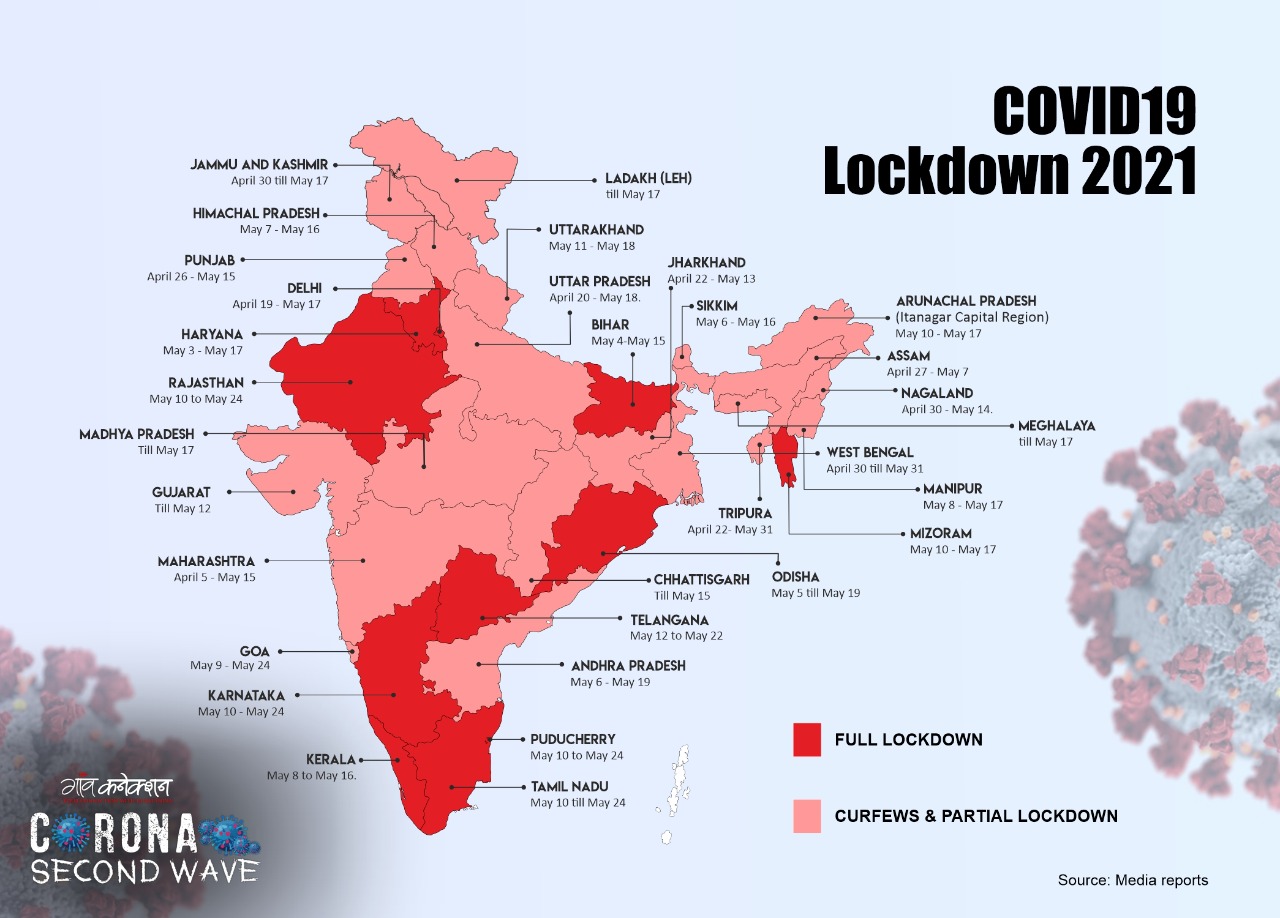 COVID19
Lockdown 2021
JAMMU AND KASHMIR
April 30 till May 17
LADAKH (LEH)
till May 17
HIMACHAL PRADESH
May 7 - May 16
UTTARAKHAND
May 11 - May 18
PUNJAB
April 26 - May 15
JHARKHAND
April 22 - May 13
DELHI
April 19 - May 17
UTTAR PRADESH
April 20 - May 18.
SIKKIM
May 6 - May 16
ARUNACHAL PRADESH
(Itanagar Capital Region)
May 10 - May 17
HARYANA
May 3 - May 17
BIHAR
May 4-May 15
ASSAM
April 27 - May 7
RAJASTHAN
May 10 to May 24
NAGALAND
April 30 - May 14.
MADHYA PRADESH
Till May 17
MEGHALAYA
till May 17
WEST BENGAL
April 30 till May 31
GUJARAT
Till May 12
MANIPUR
May 8 - May 17
TRIPURA
April 22- May 31
MIZORAM
May 10 - May 17
MAHARASHTRA
April 5 - May 15
CHHATTISGARH
Till May 15
ODISHA
May 5 till May 19
TELANGANA
May 12 to May 22
GOA
May 9 - May 24
ANDHRA PRADESH
May 6 - May 19
KARNATAKA
May 10 - May 24
PUDUCHERRY
May 10 to May 24
KERALA
May 8 to May 16.
TAMIL NADU
May 10 till May 24
FULL LOCKDOWN
CURFEWS & PARTIAL LOCKDOWN
गांव कनेक्शन
CORONA
SECOND WAVE
Source: Media reports